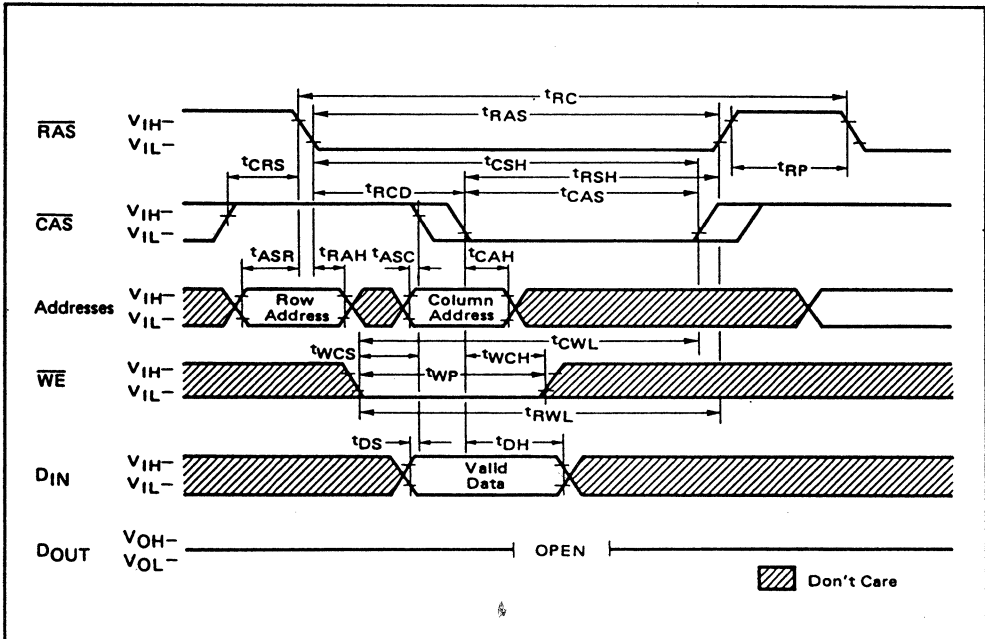 tRC
tRAS
RAS
VIH–
VIL–
tCSH
tCRS
tRSH
tRP
tRCD
tCAS
CAS
VIH–
VIL–
tASR
tRAH
tASC
tCAH
Addresses
VIH–
VIL–
Row
Address
Column
Address
tCWL
tWCS
tWCH
tWP
WE
VIH–
VIL–
tRWL
tDS
tDH
DIN
VIH–
VIL–
Valid
Data
DOUT
VOH–
VOL–
OPEN
Don't Care